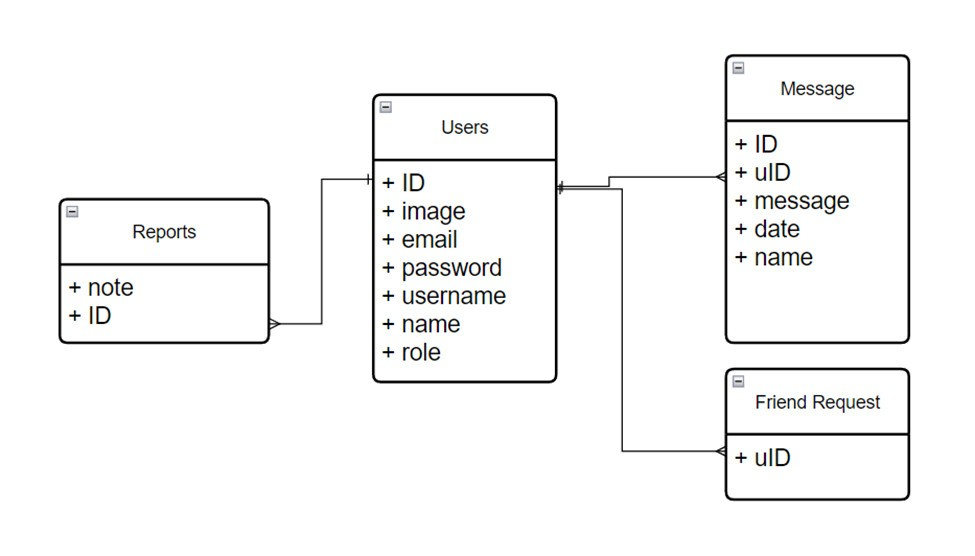 Reports
+ note
+ ID
Users
+ ID
+ image
+ email
+ password
+ username
+ name
+ role
Message
+ ID
+ uID
+ message
+ date
+ name
Friend Request
+ uID